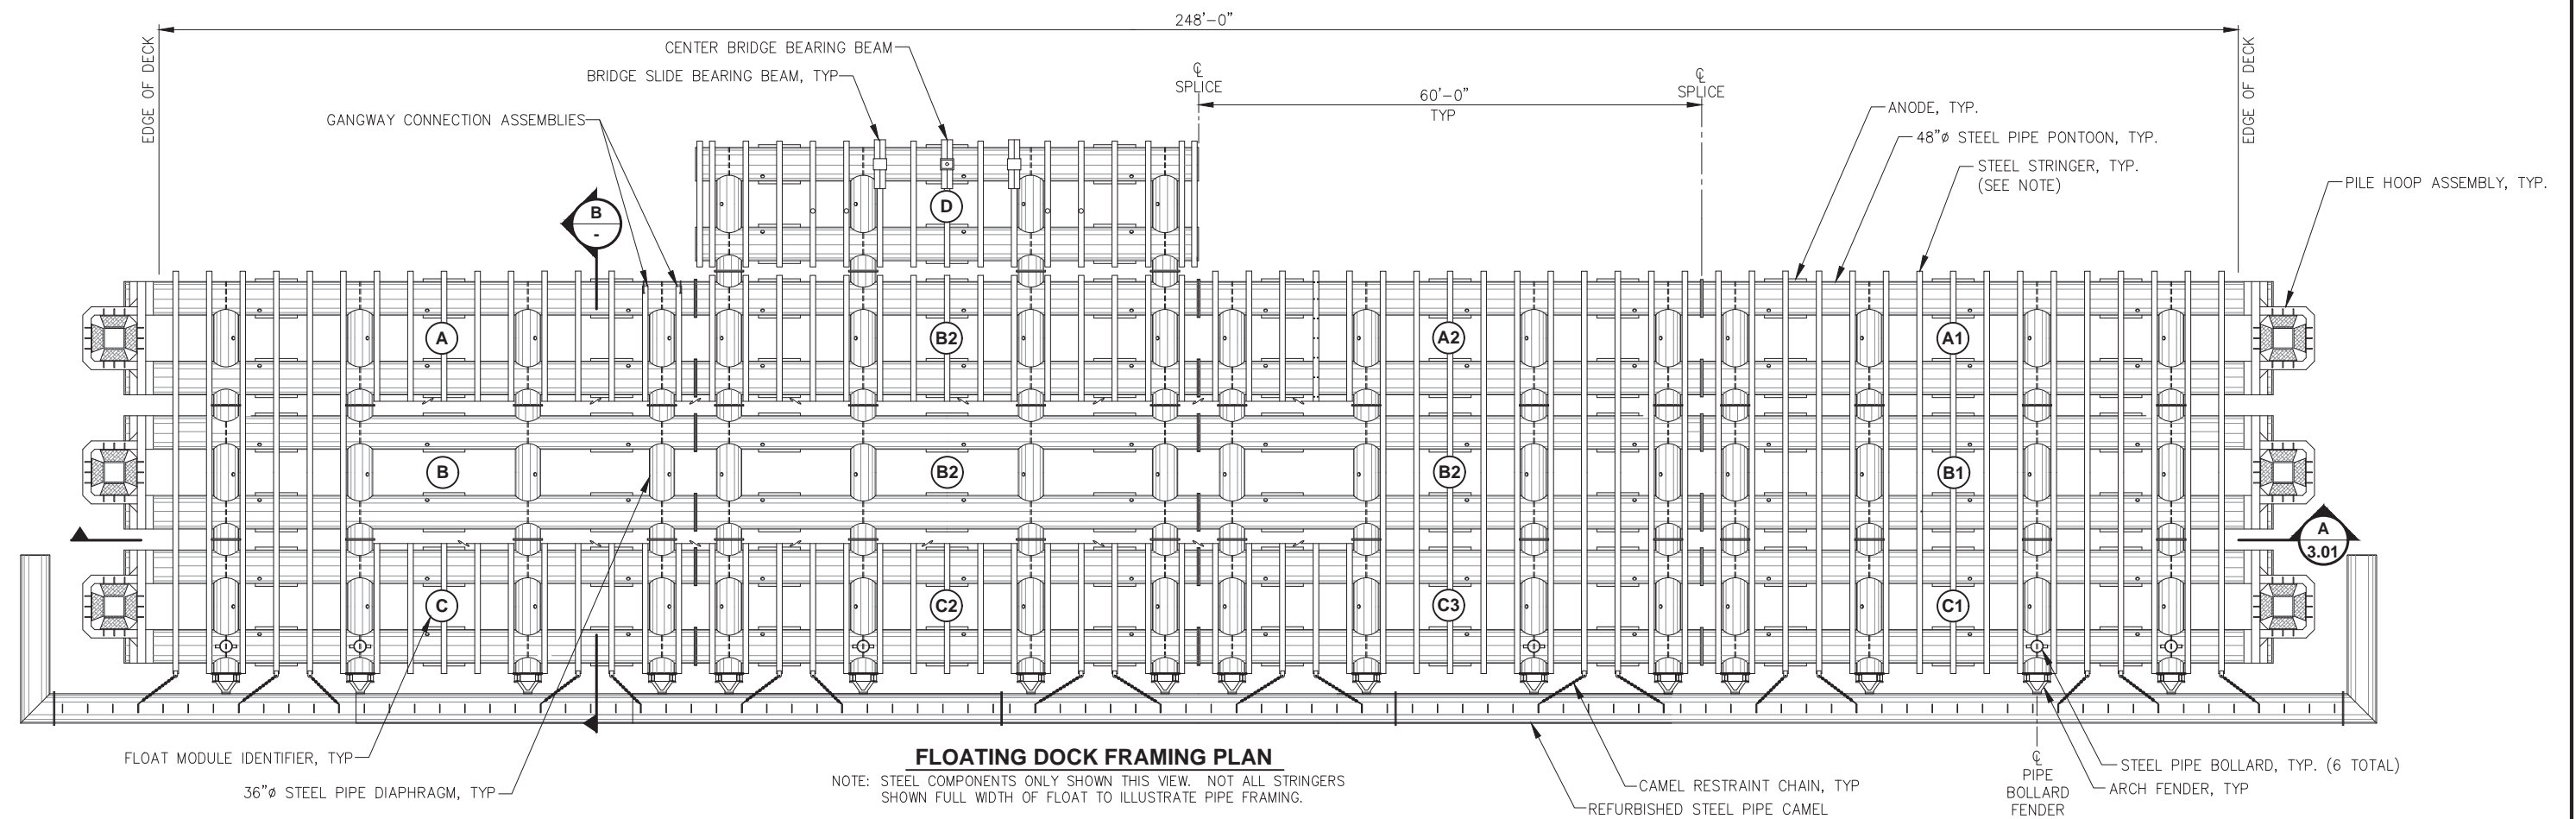 248'-0"
EDGE OF DECK
CENTER BRIDGE BEARING BEAM
BRIDGE SLIDE BEARING BEAM, TYP
GANGWAY CONNECTION ASSEMBLIES
℄
SPLICE
60'-0"
TYP
℄
SPLICE
EDGE OF DECK
ANODE, TYP.
48"ø STEEL PIPE PONTOON, TYP.
STEEL STRINGER, TYP.
(SEE NOTE)
PILE HOOP ASSEMBLY, TYP.
B
-
D
A
B2
A2
A1
B
B2
B2
B1
A
3.01
C
C2
C3
C1
FLOAT MODULE IDENTIFIER, TYP
36"ø STEEL PIPE DIAPHRAGM, TYP
FLOATING DOCK FRAMING PLAN
NOTE: STEEL COMPONENTS ONLY SHOWN THIS VIEW. NOT ALL STRINGERS
SHOWN FULL WIDTH OF FLOAT TO ILLUSTRATE PIPE FRAMING.
CAMEL RESTRAINT CHAIN, TYP
REFURBISHED STEEL PIPE CAMEL
℄
PIPE
BOLLARD
FENDER
STEEL PIPE BOLLARD, TYP. (6 TOTAL)
ARCH FENDER, TYP